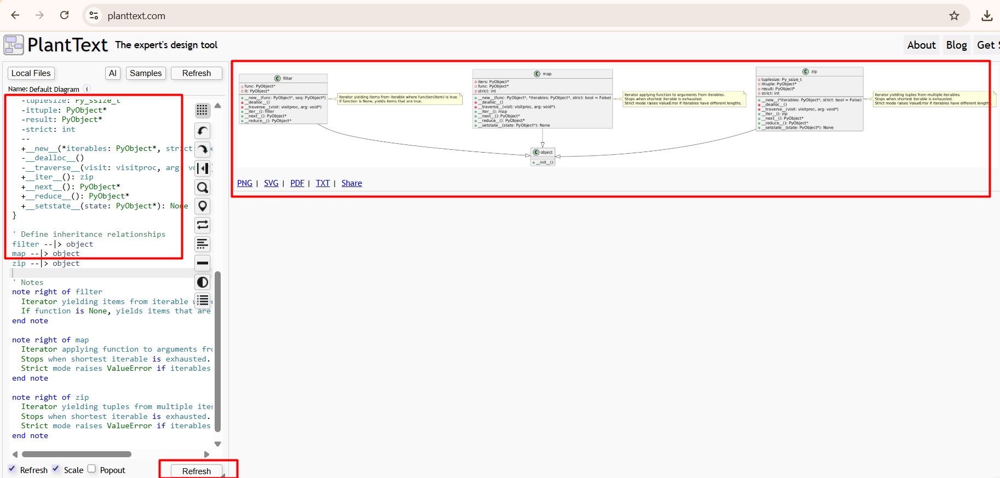 planttext.com
PlantText The expert's design tool
About Blog Get
Local Files AI Samples Refresh
Name: Default Diagram i
-tuplesize: Py_ssize_t
-ittuple: PyObject*
-result: PyObject*
-strict: int
--
+__new__(*iterables: PyObject*, strict:
-__dealloc__()
-__traverse__(visit: visitproc, arg:
+__iter__(): zip
+__next__(): PyObject*
+__reduce__(): PyObject*
+__setstate__(state: PyObject*): None
}
' Define inheritance relationships
filter --|> object
map --|> object
zip --|> object
' Notes
note right of filter
Iterator yielding items from iterable
If function is None, yields items that are
end note
note right of map
Iterator applying function to arguments
Stops when shortest iterable is exhausted.
Strict mode raises ValueError if iterables
end note
note right of zip
Iterator yielding tuples from multiple
Stops when shortest iterable is exhausted.
Strict mode raises ValueError if iterables
end note
Refresh Scale Popout Refresh
C filter
func: PyObject*
it: PyObject*
__new__(func: PyObject*, seq: PyObject*)
__dealloc__()
__traverse__(visit: visitproc, arg: void*)
__iter__(): filter
__next__(): PyObject*
__reduce__(): PyObject*
Iterator yielding items from iterable where function(item) is true.
If function is None, yields items that are true.
C map
iters: PyObject*
func: PyObject*
strict: int
__new__(func: PyObject*, *iterables: PyObject*, strict: bool = False)
__dealloc__()
__traverse__(visit: visitproc, arg: void*)
__iter__(): map
__next__(): PyObject*
__reduce__(): PyObject*
__setstate__(state: PyObject*): None
Iterator applying function to arguments from iterables.
Stops when shortest iterable is exhausted.
Strict mode raises ValueError if iterables have different lengths.
C zip
tuplesize: Py_ssize_t
ittuple: PyObject*
result: PyObject*
strict: int
__new__(*iterables: PyObject*, strict: bool = False)
__dealloc__()
__traverse__(visit: visitproc, arg: void*)
__iter__(): zip
__next__(): PyObject*
__reduce__(): PyObject*
__setstate__(state: PyObject*): None
Iterator yielding tuples from multiple iterables.
Stops when shortest iterable is exhausted.
Strict mode raises ValueError if iterables have different lengths.
C object
__init__()
PNG | SVG | PDF | TXT | Share